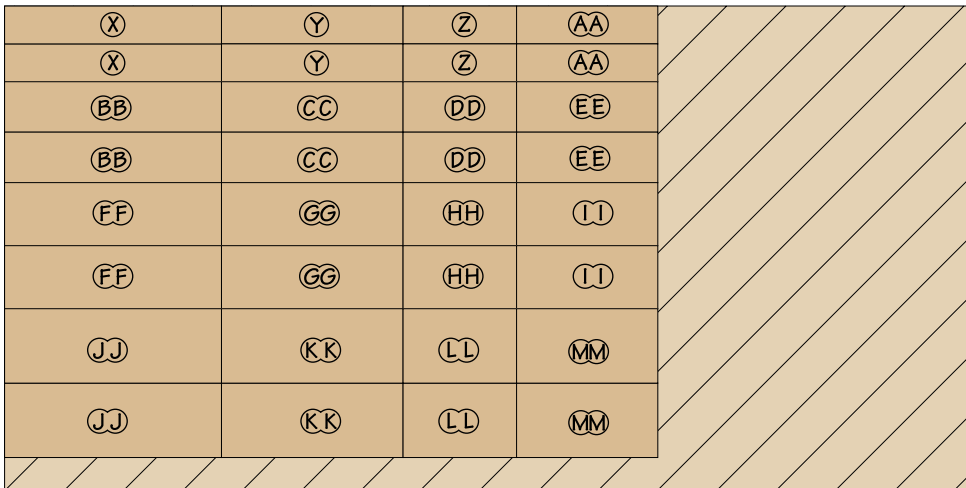 X Y Z AA
X Y Z AA
BB CC DD EE
BB CC DD EE
FF GG HH II
FF GG HH II
JJ KK LL MM
JJ KK LL MM